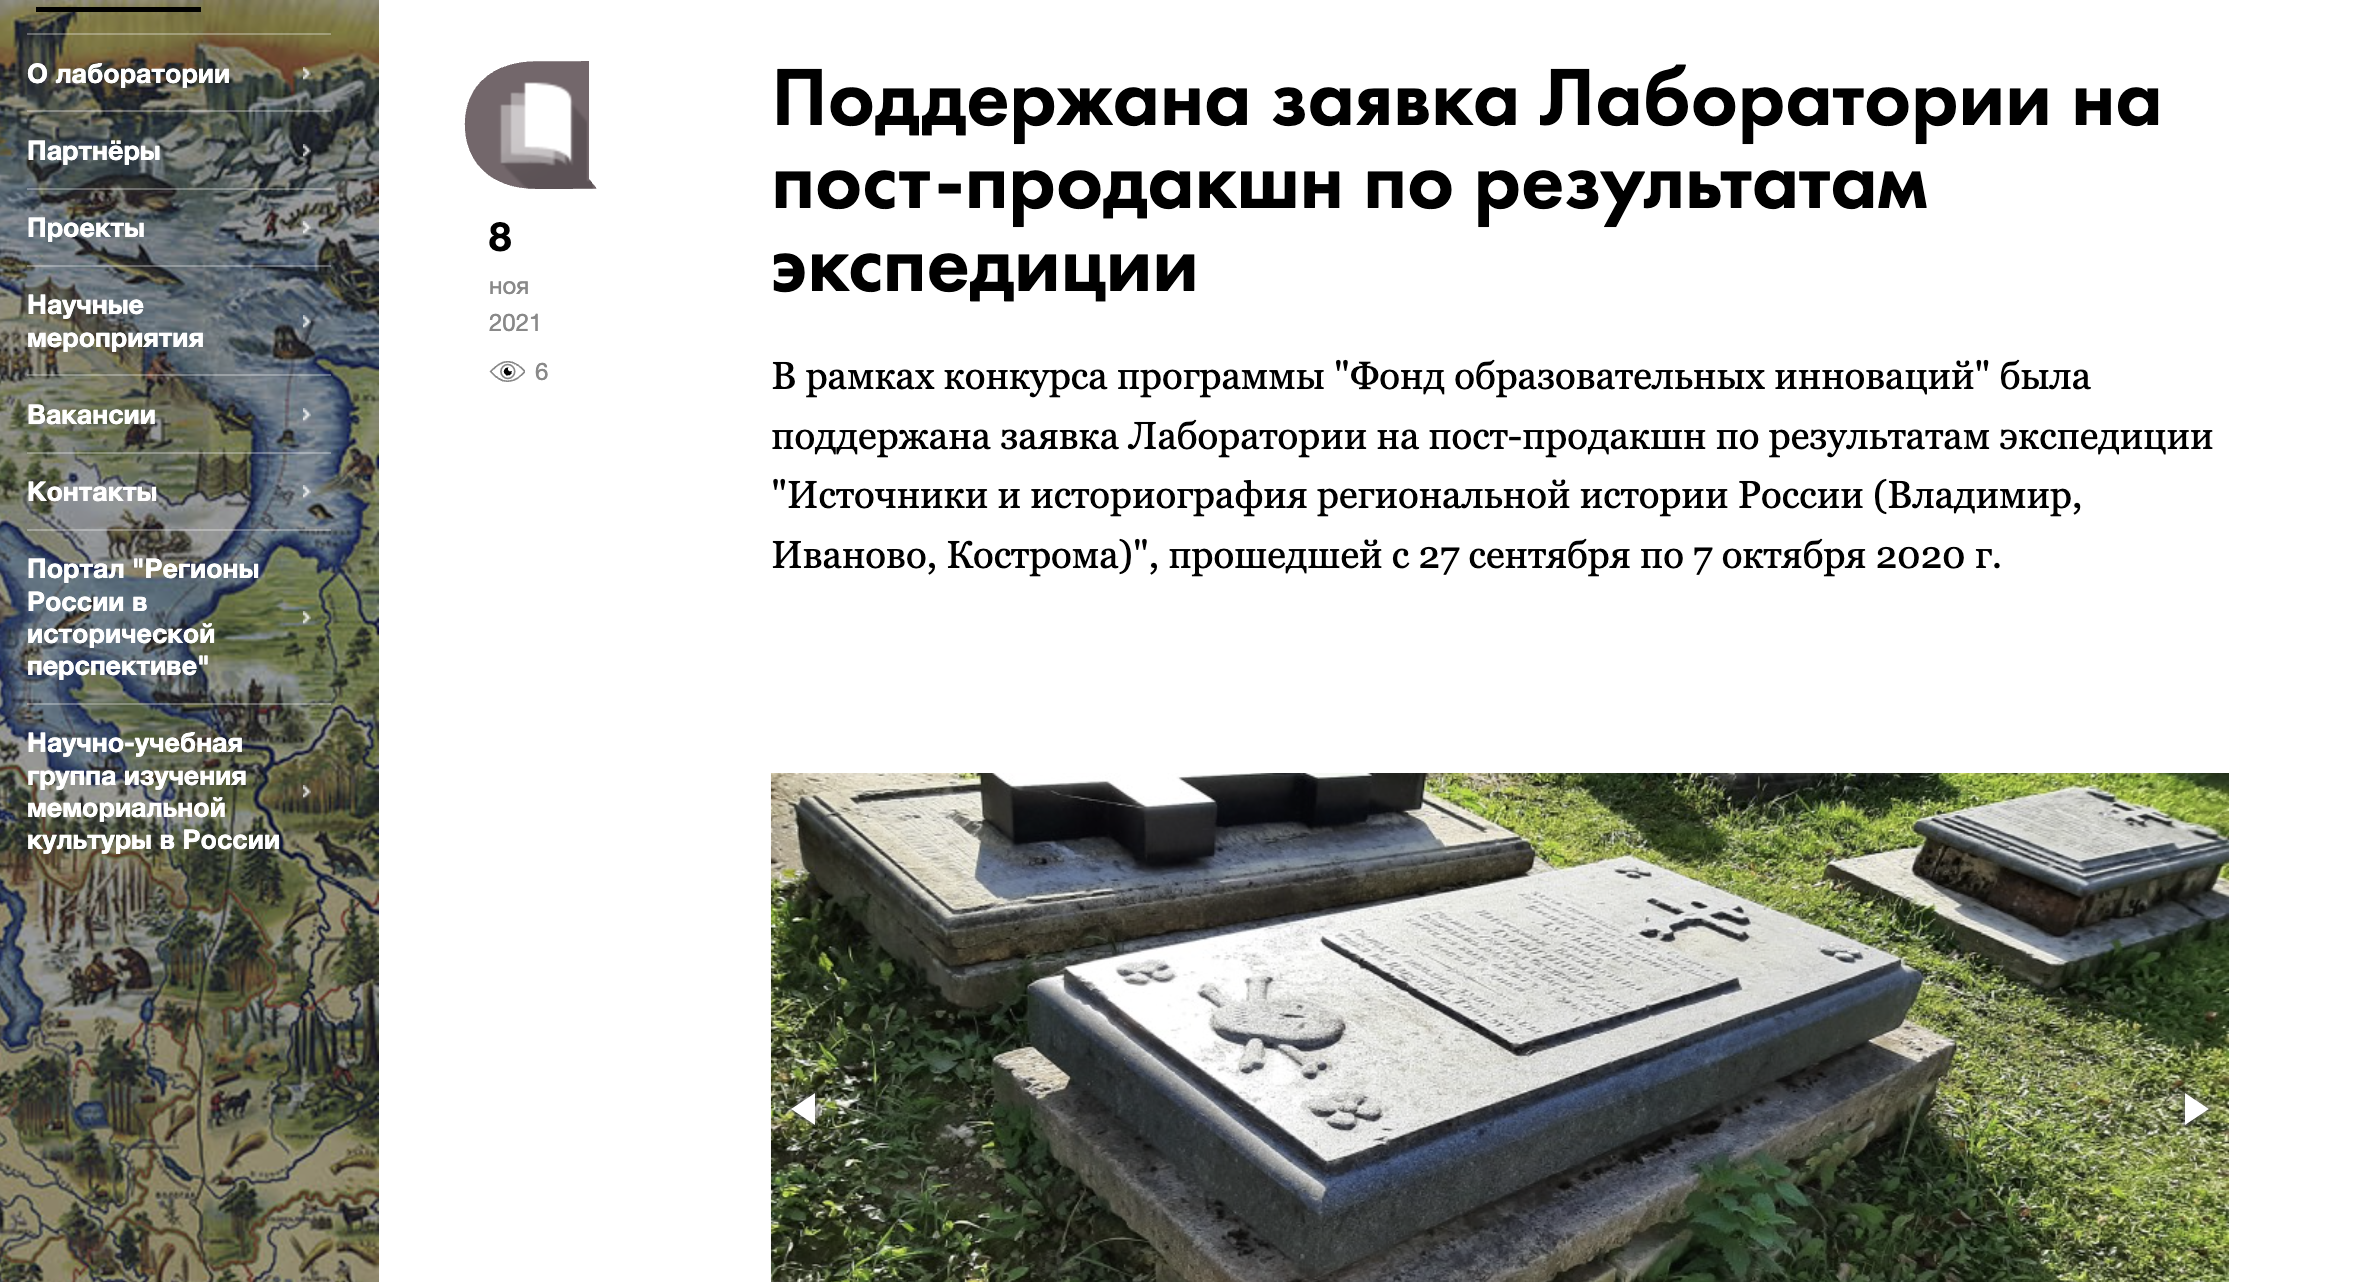 О лаборатории
Партнёры
Проекты
Научные
мероприятия
Вакансии
Контакты
Портал "Регионы
России в
исторической
перспективе"
Научно-учебная
группа изучения
мемориальной
культуры в России
8
ноя
2021
6
Поддержана заявка Лаборатории на
пост-продакшн по результатам
экспедиции
В рамках конкурса программы "Фонд образовательных инноваций" была
поддержана заявка Лаборатории на пост-продакшн по результатам экспедиции
"Источники и историография региональной истории России (Владимир,
Иваново, Кострома)", прошедшей с 27 сентября по 7 октября 2020 г.